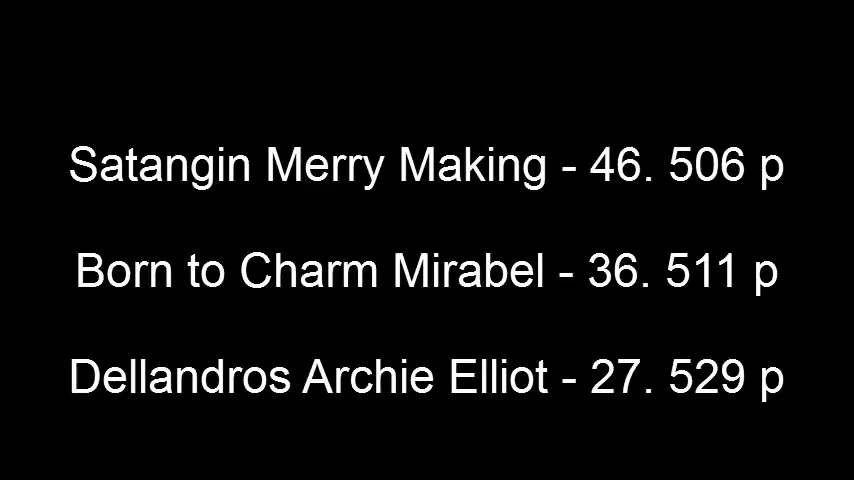 Satangin Merry Making - 46. 506 p
Born to Charm Mirabel - 36. 511 p
Dellandros Archie Elliot - 27. 529 p